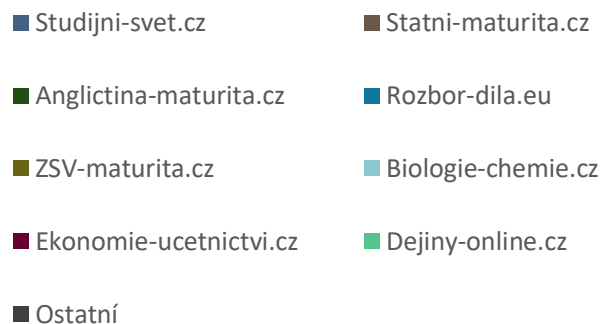 Studijni-svet.cz
Statni-maturita.cz
Anglictina-maturita.cz
Rozbor-dila.eu
ZSV-maturita.cz
Biologie-chemie.cz
Ekonomie-ucetnictvi.cz
Dejiny-online.cz
Ostatní